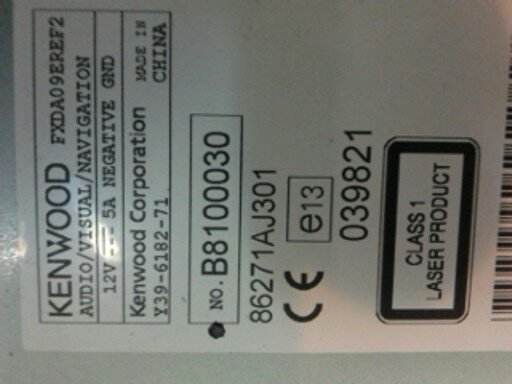 KENWOOD FXDA09EREF2
AUDIO/VISUAL/NAVIGATION
12V 5A NEGATIVE GND
Kenwood Corporation MADE IN
Y39-6182-71 CHINA
NO. B8100030
86271AJ301
CE e13
039821
CLASS 1
LASER PRODUCT